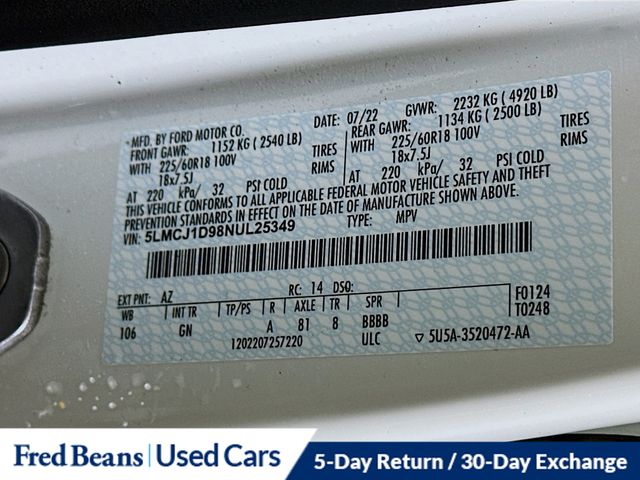 *MFD. BY FORD MOTOR CO.
DATE: 07/22 GVWR: 2232 KG ( 4920 LB)
FRONT GAWR: 1152 KG ( 2540 LB)
REAR GAWR: 1134 KG ( 2500 LB)
WITH 225/60R18 100V TIRES
WITH 225/60R18 100V TIRES
18x7.5J RIMS
18x7.5J RIMS
AT 220 kPa/ 32 PSI COLD
AT 220 kPa/ 32 PSI COLD
THIS VEHICLE CONFORMS TO ALL APPLICABLE FEDERAL MOTOR VEHICLE SAFETY AND THEFT
PREVENTION STANDARDS IN EFFECT ON THE DATE OF MANUFACTURE SHOWN ABOVE.
VIN: 5LMCJ1D98NUL25349
TYPE: MPV
EXT PNT: AZ RC: 14 DSO:
F0124
T0248
WB INT TR TP/PS R AXLE TR SPR
106 GN A 81 8 BBBB
1202207257220 ULC
▽ 5U5A-3520472-AA
Fred Beans | Used Cars
5-Day Return / 30-Day Exchange